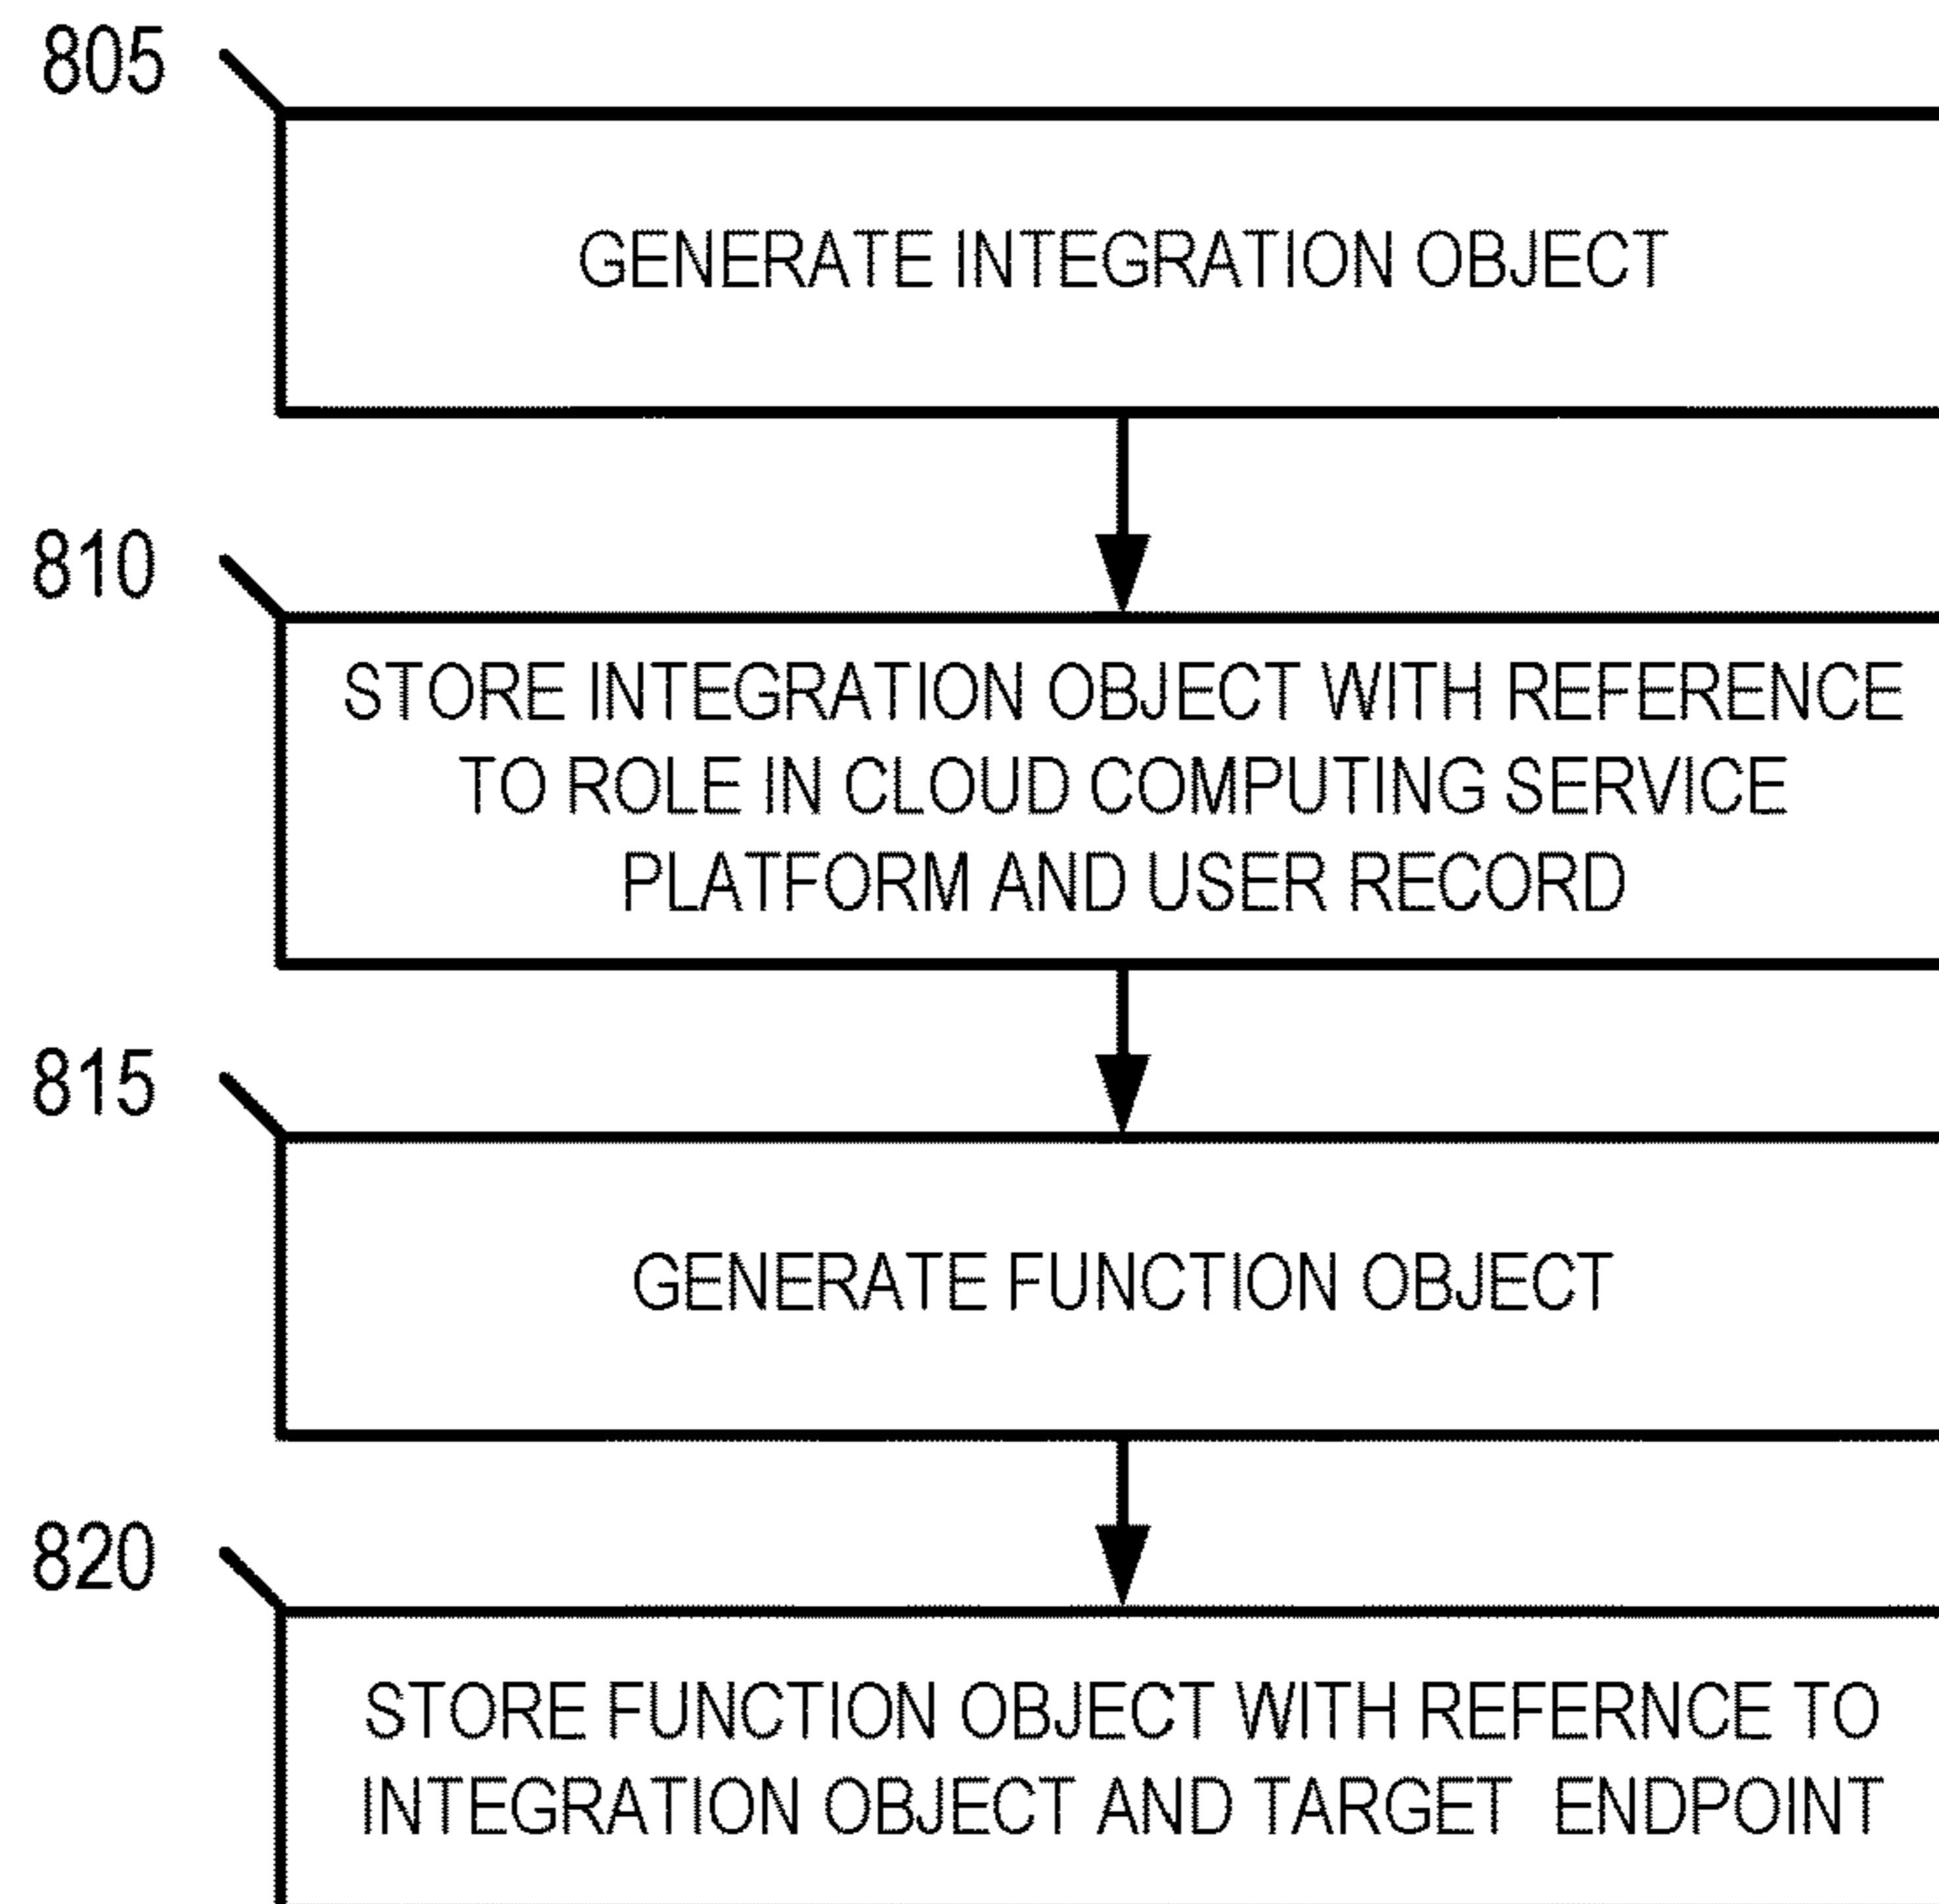 805
GENERATE INTEGRATION OBJECT
810
STORE INTEGRATION OBJECT WITH REFERENCE
TO ROLE IN CLOUD COMPUTING SERVICE
PLATFORM AND USER RECORD
815
GENERATE FUNCTION OBJECT
820
STORE FUNCTION OBJECT WITH REFERNCE TO
INTEGRATION OBJECT AND TARGET ENDPOINT